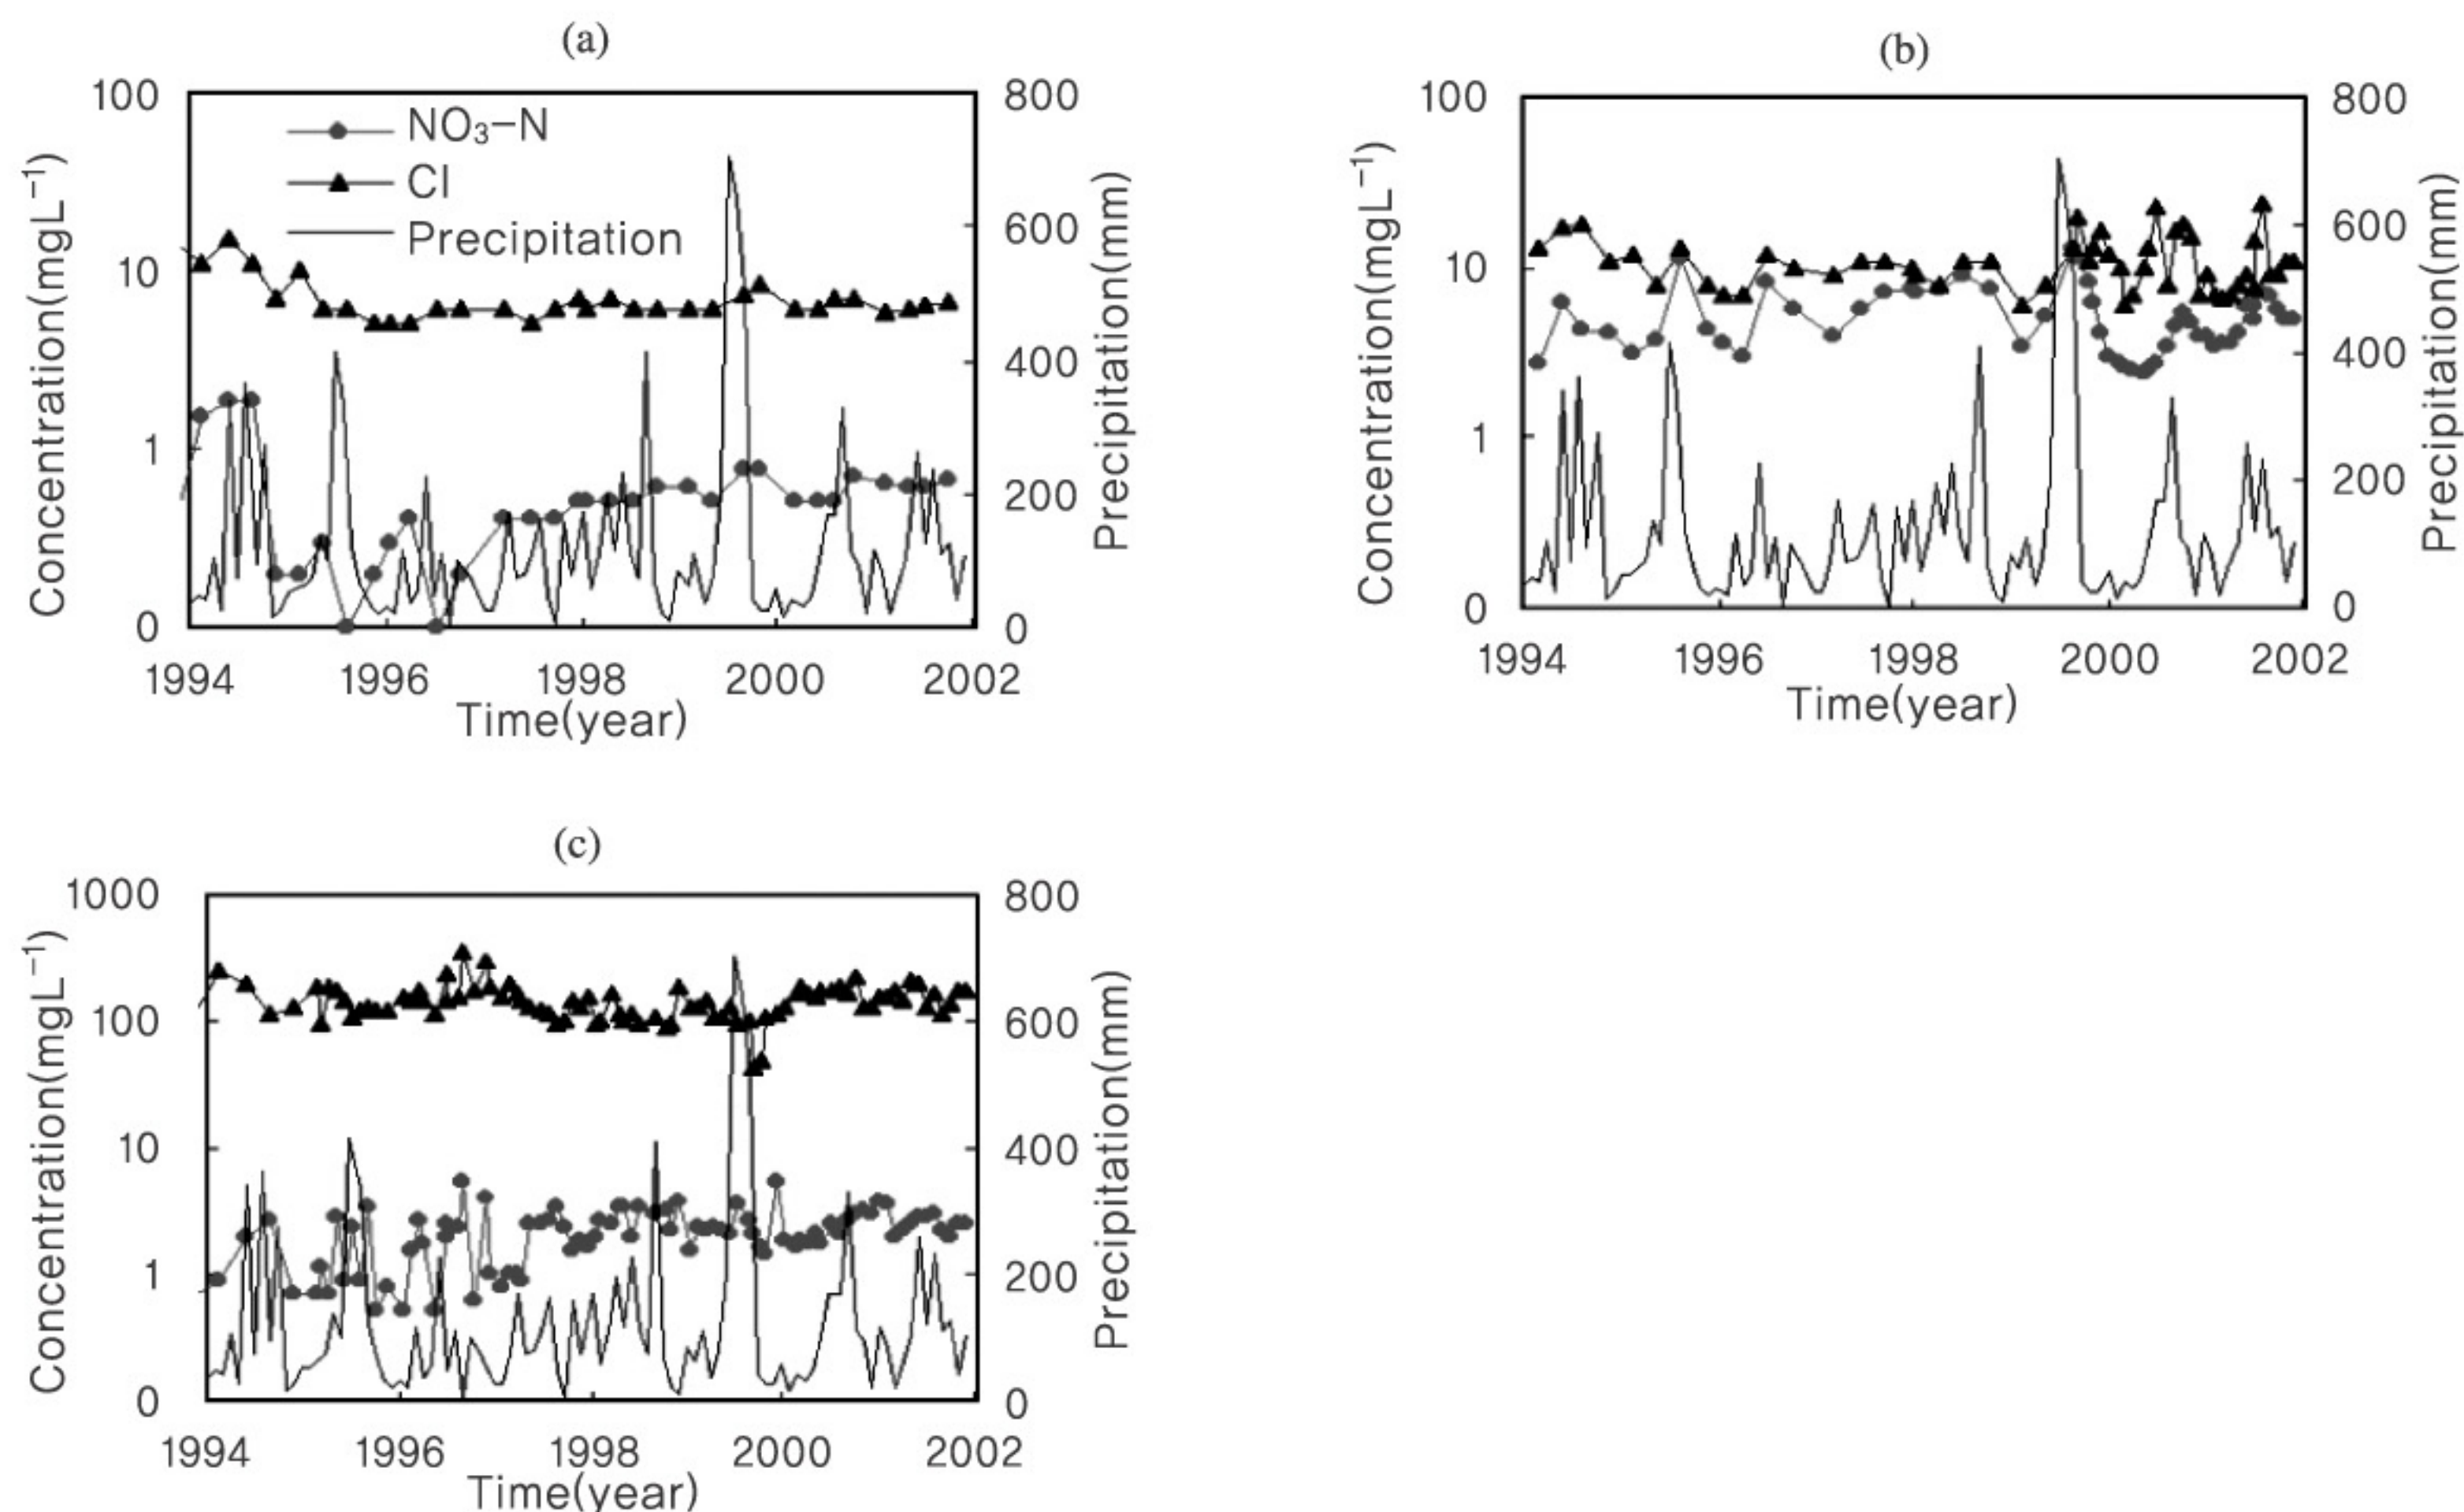 (a)
100
10
1
0
Concentration(mgL⁻¹)
NO₃−N
Cl
Precipitation
800
600
400
200
0
Precipitation(mm)
1994 1996 1998 2000 2002
Time(year)
(b)
100
10
1
0
Concentration(mgL⁻¹)
800
600
400
200
0
Precipitation(mm)
1994 1996 1998 2000 2002
Time(year)
(c)
1000
100
10
1
0
Concentration(mgL⁻¹)
800
600
400
200
0
Precipitation(mm)
1994 1996 1998 2000 2002
Time(year)